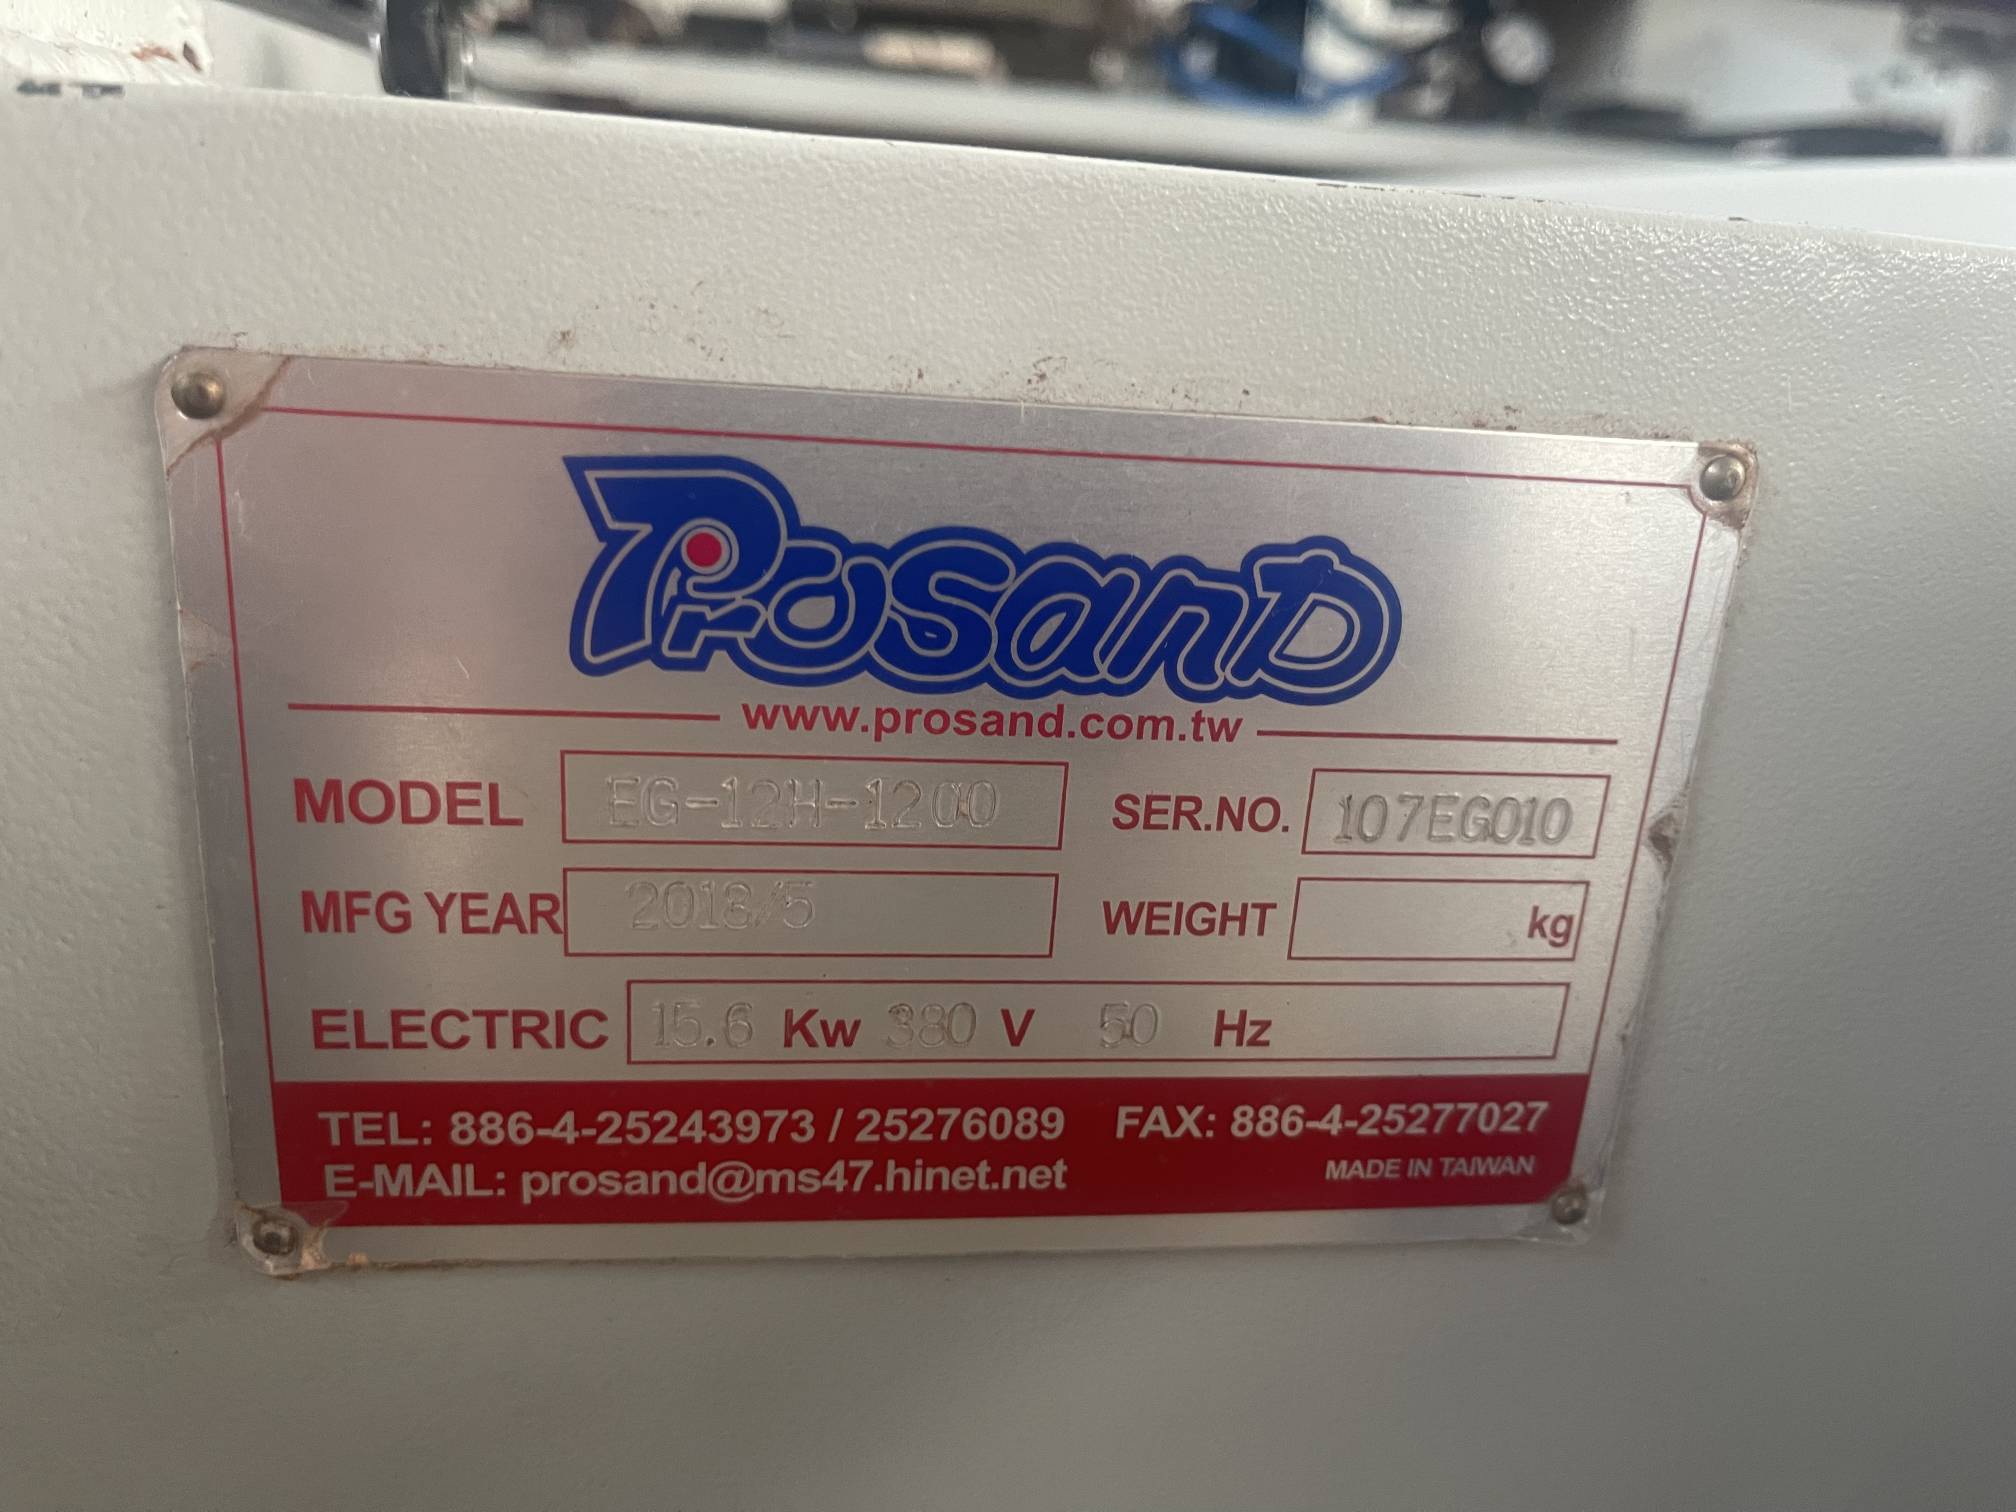 Prosand
www.prosand.com.tw
MODEL EG-12H-1200 SER.NO. 107EG010
MFG YEAR 2018/5 WEIGHT kg
ELECTRIC 15.6 Kw 380 V 50 Hz
TEL: 886-4-25243973 / 25276089 FAX: 886-4-25277027
E-MAIL: prosand@ms47.hinet.net MADE IN TAIWAN